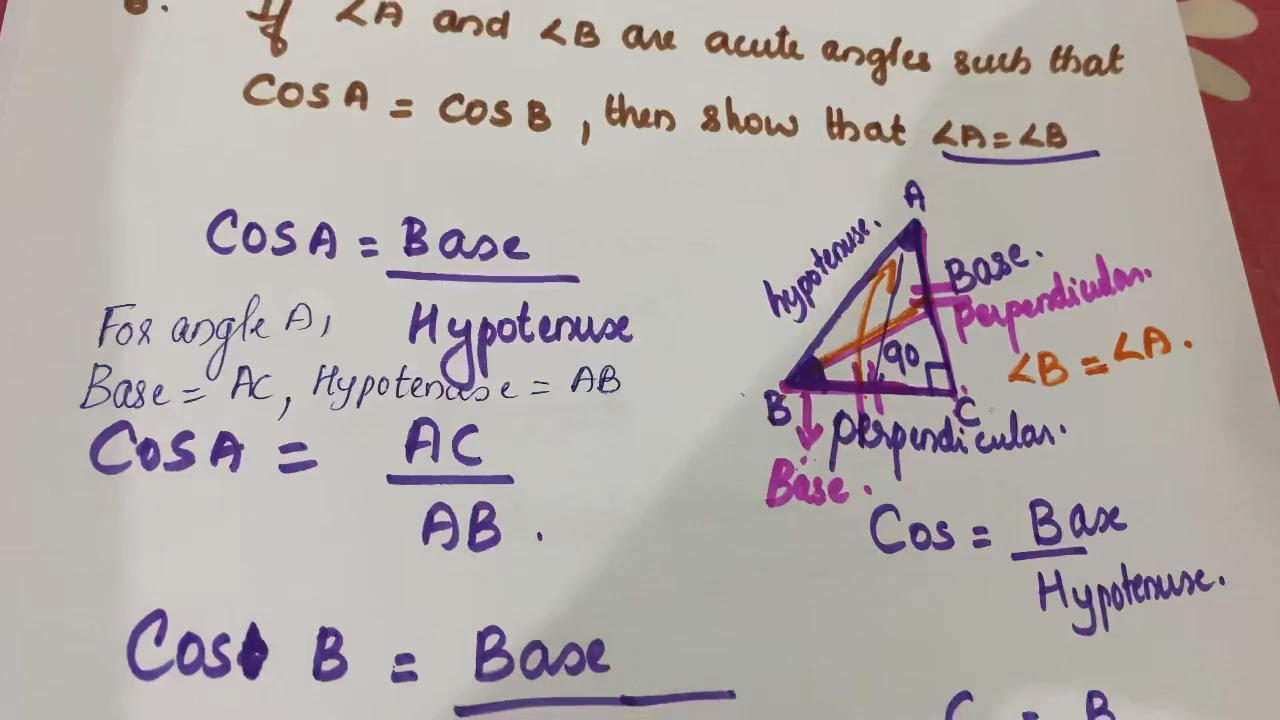 6. If ∠A and ∠B are acute angles such that
Cos A = Cos B, then show that ∠A=∠B
Cos A = Base
Hypotenuse
For angle A,
Base = AC, Hypotenuse = AB
Cos A = AC
AB.
Cos B = Base
A
hypotenuse.
Base.
Perpendicular.
90
∠B = ∠A.
B
C
Perpendicular.
Base.
Cos = Base
Hypotenuse.